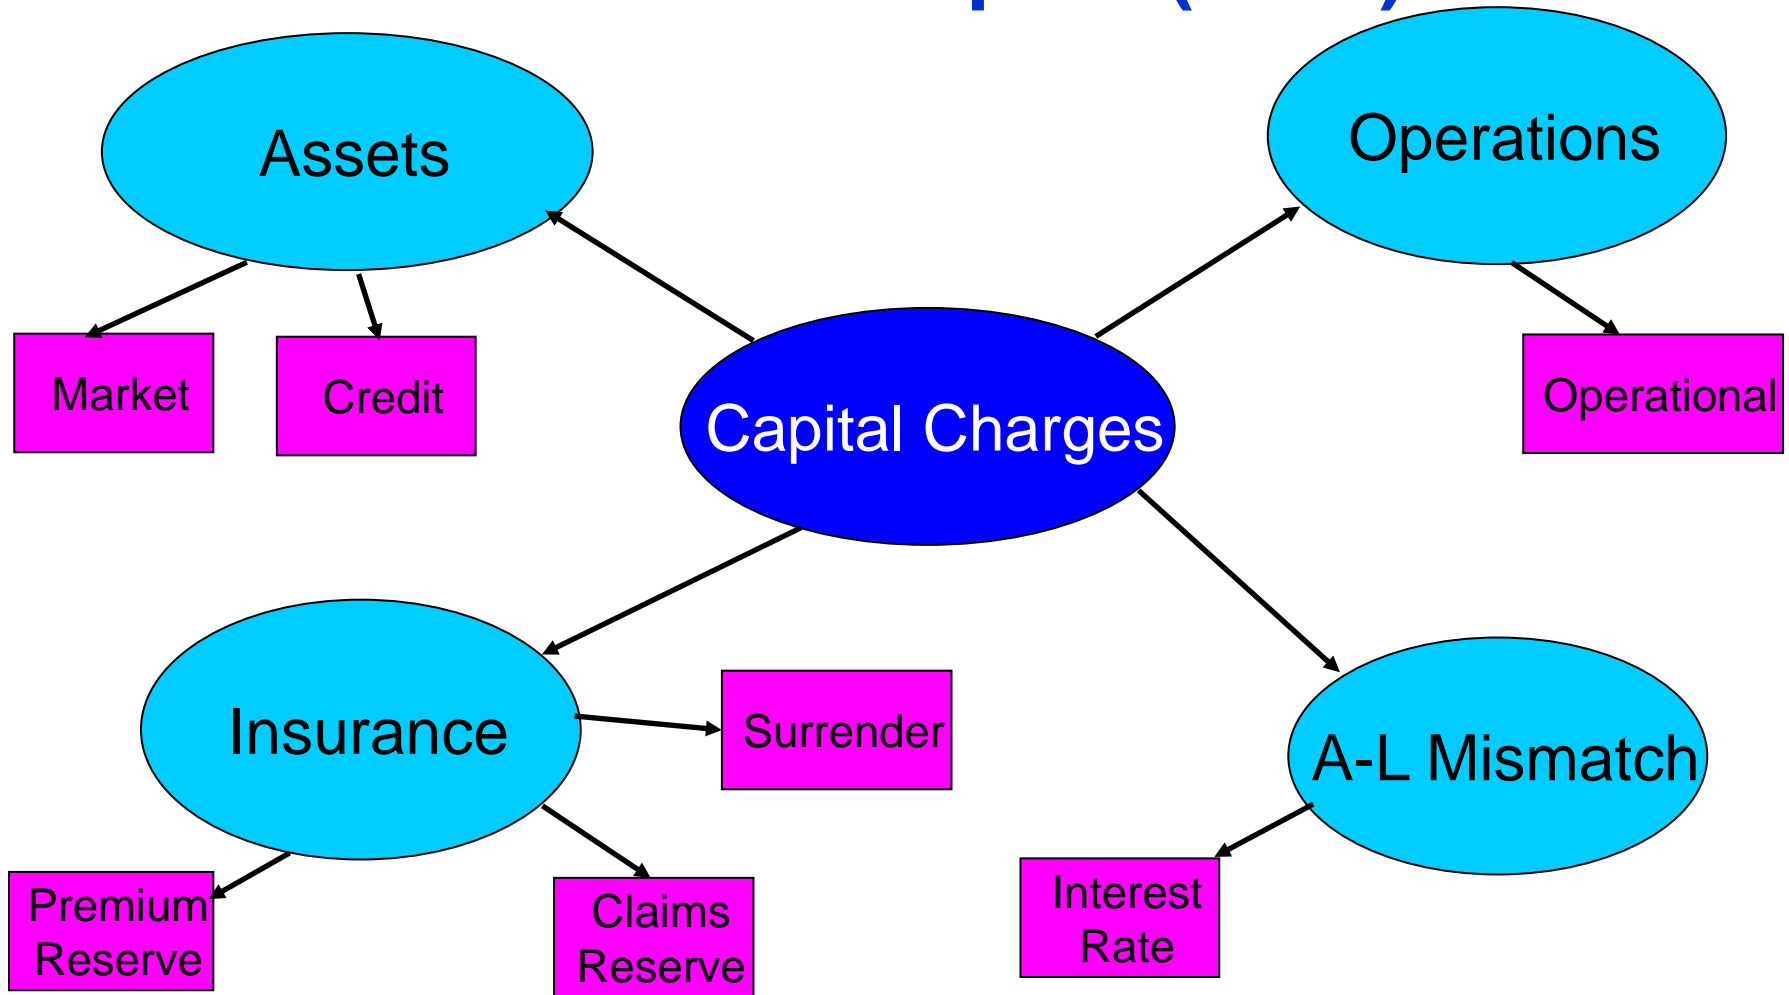 Assets
Operations
Market
Credit
Operational
Capital Charges
Insurance
Surrender
A-L Mismatch
Premium
Reserve
Claims
Reserve
Interest
Rate